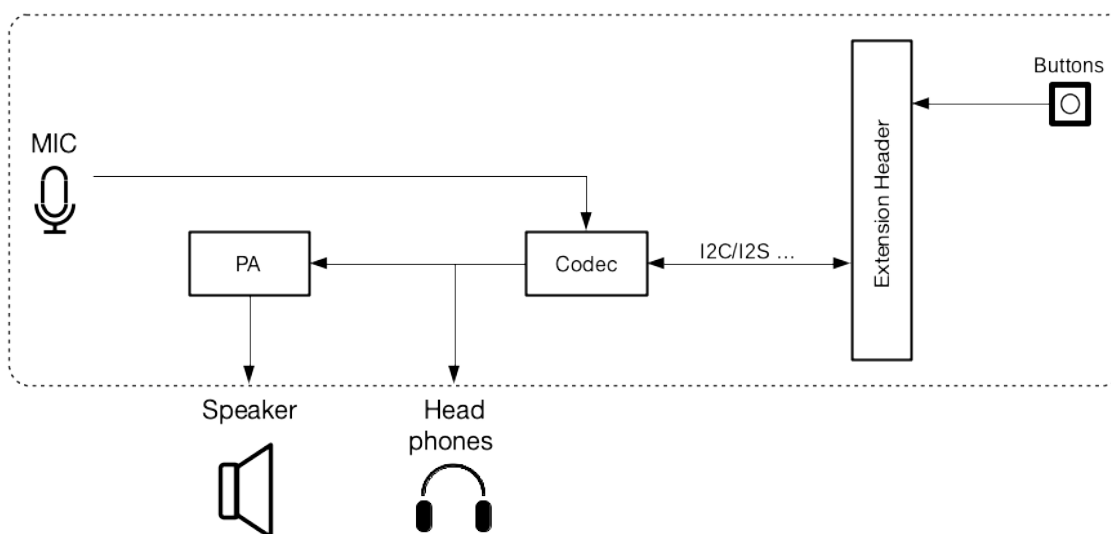 Buttons
MIC
Extension Header
PA
Codec
I2C/I2S ...
Speaker
Head
phones